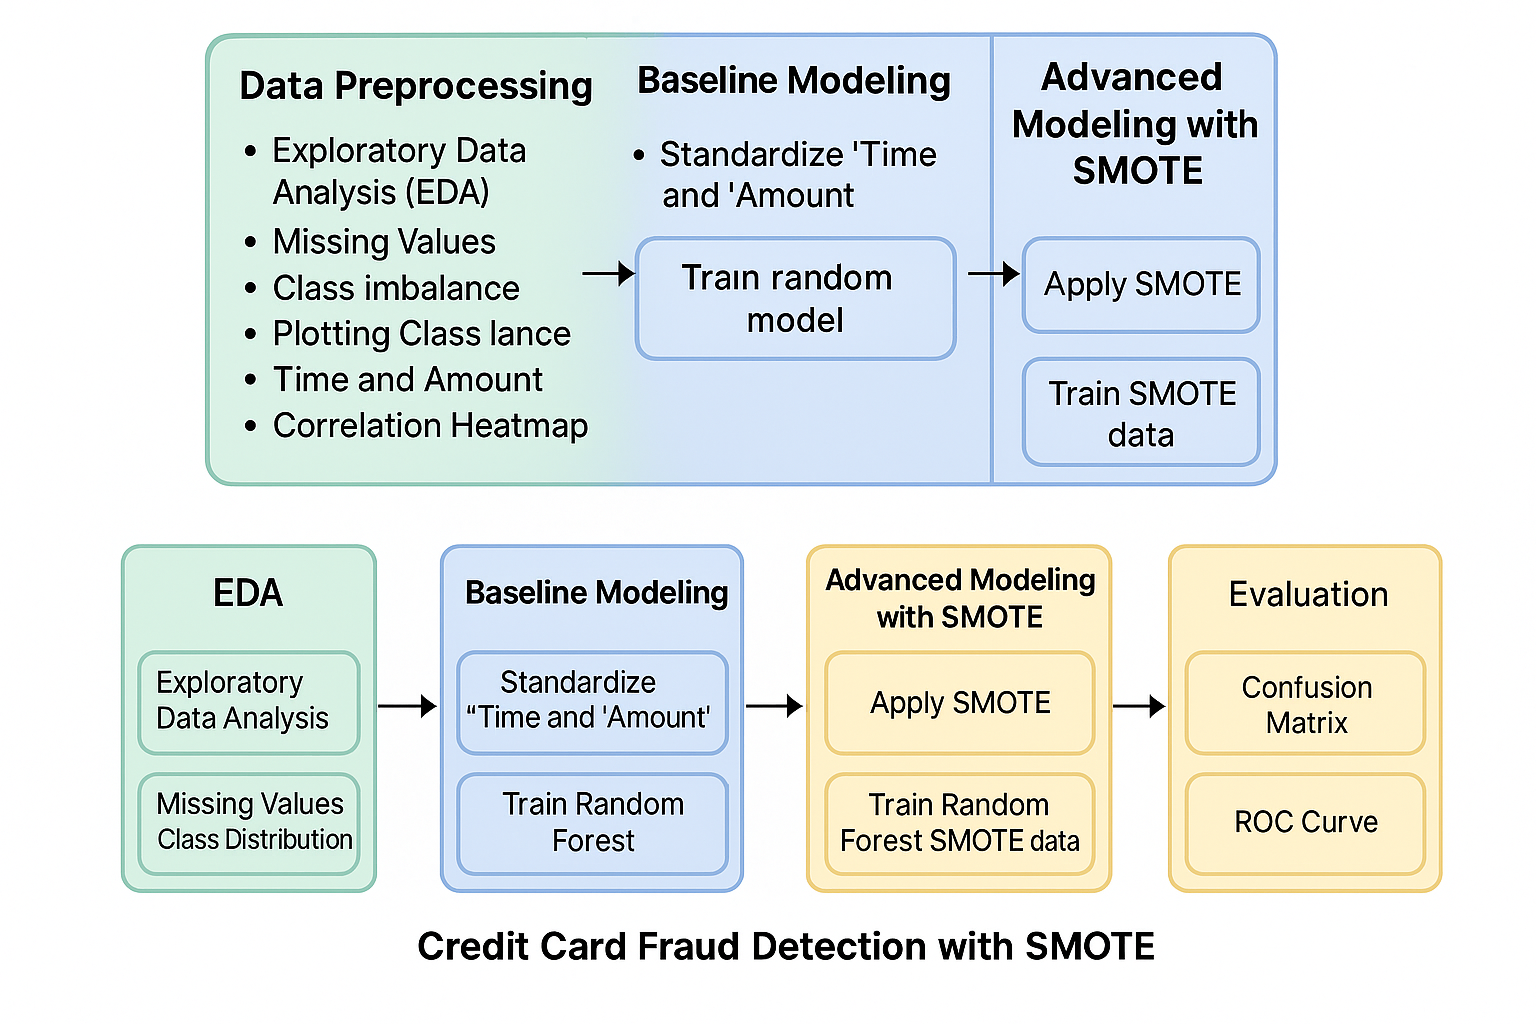 Data Preprocessing
• Exploratory Data
Analysis (EDA)
• Missing Values
• Class imbalance
• Plotting Class lance
• Time and Amount
• Correlation Heatmap
Baseline Modeling
• Standardize 'Time
and 'Amount
Train random
model
Advanced
Modeling with
SMOTE
Apply SMOTE
Train SMOTE
data
EDA
Exploratory
Data Analysis
Missing Values
Class Distribution
Baseline Modeling
Standardize
“Time and 'Amount'
Train Random
Forest
Advanced Modeling
with SMOTE
Apply SMOTE
Train Random
Forest SMOTE data
Evaluation
Confusion
Matrix
ROC Curve
Credit Card Fraud Detection with SMOTE